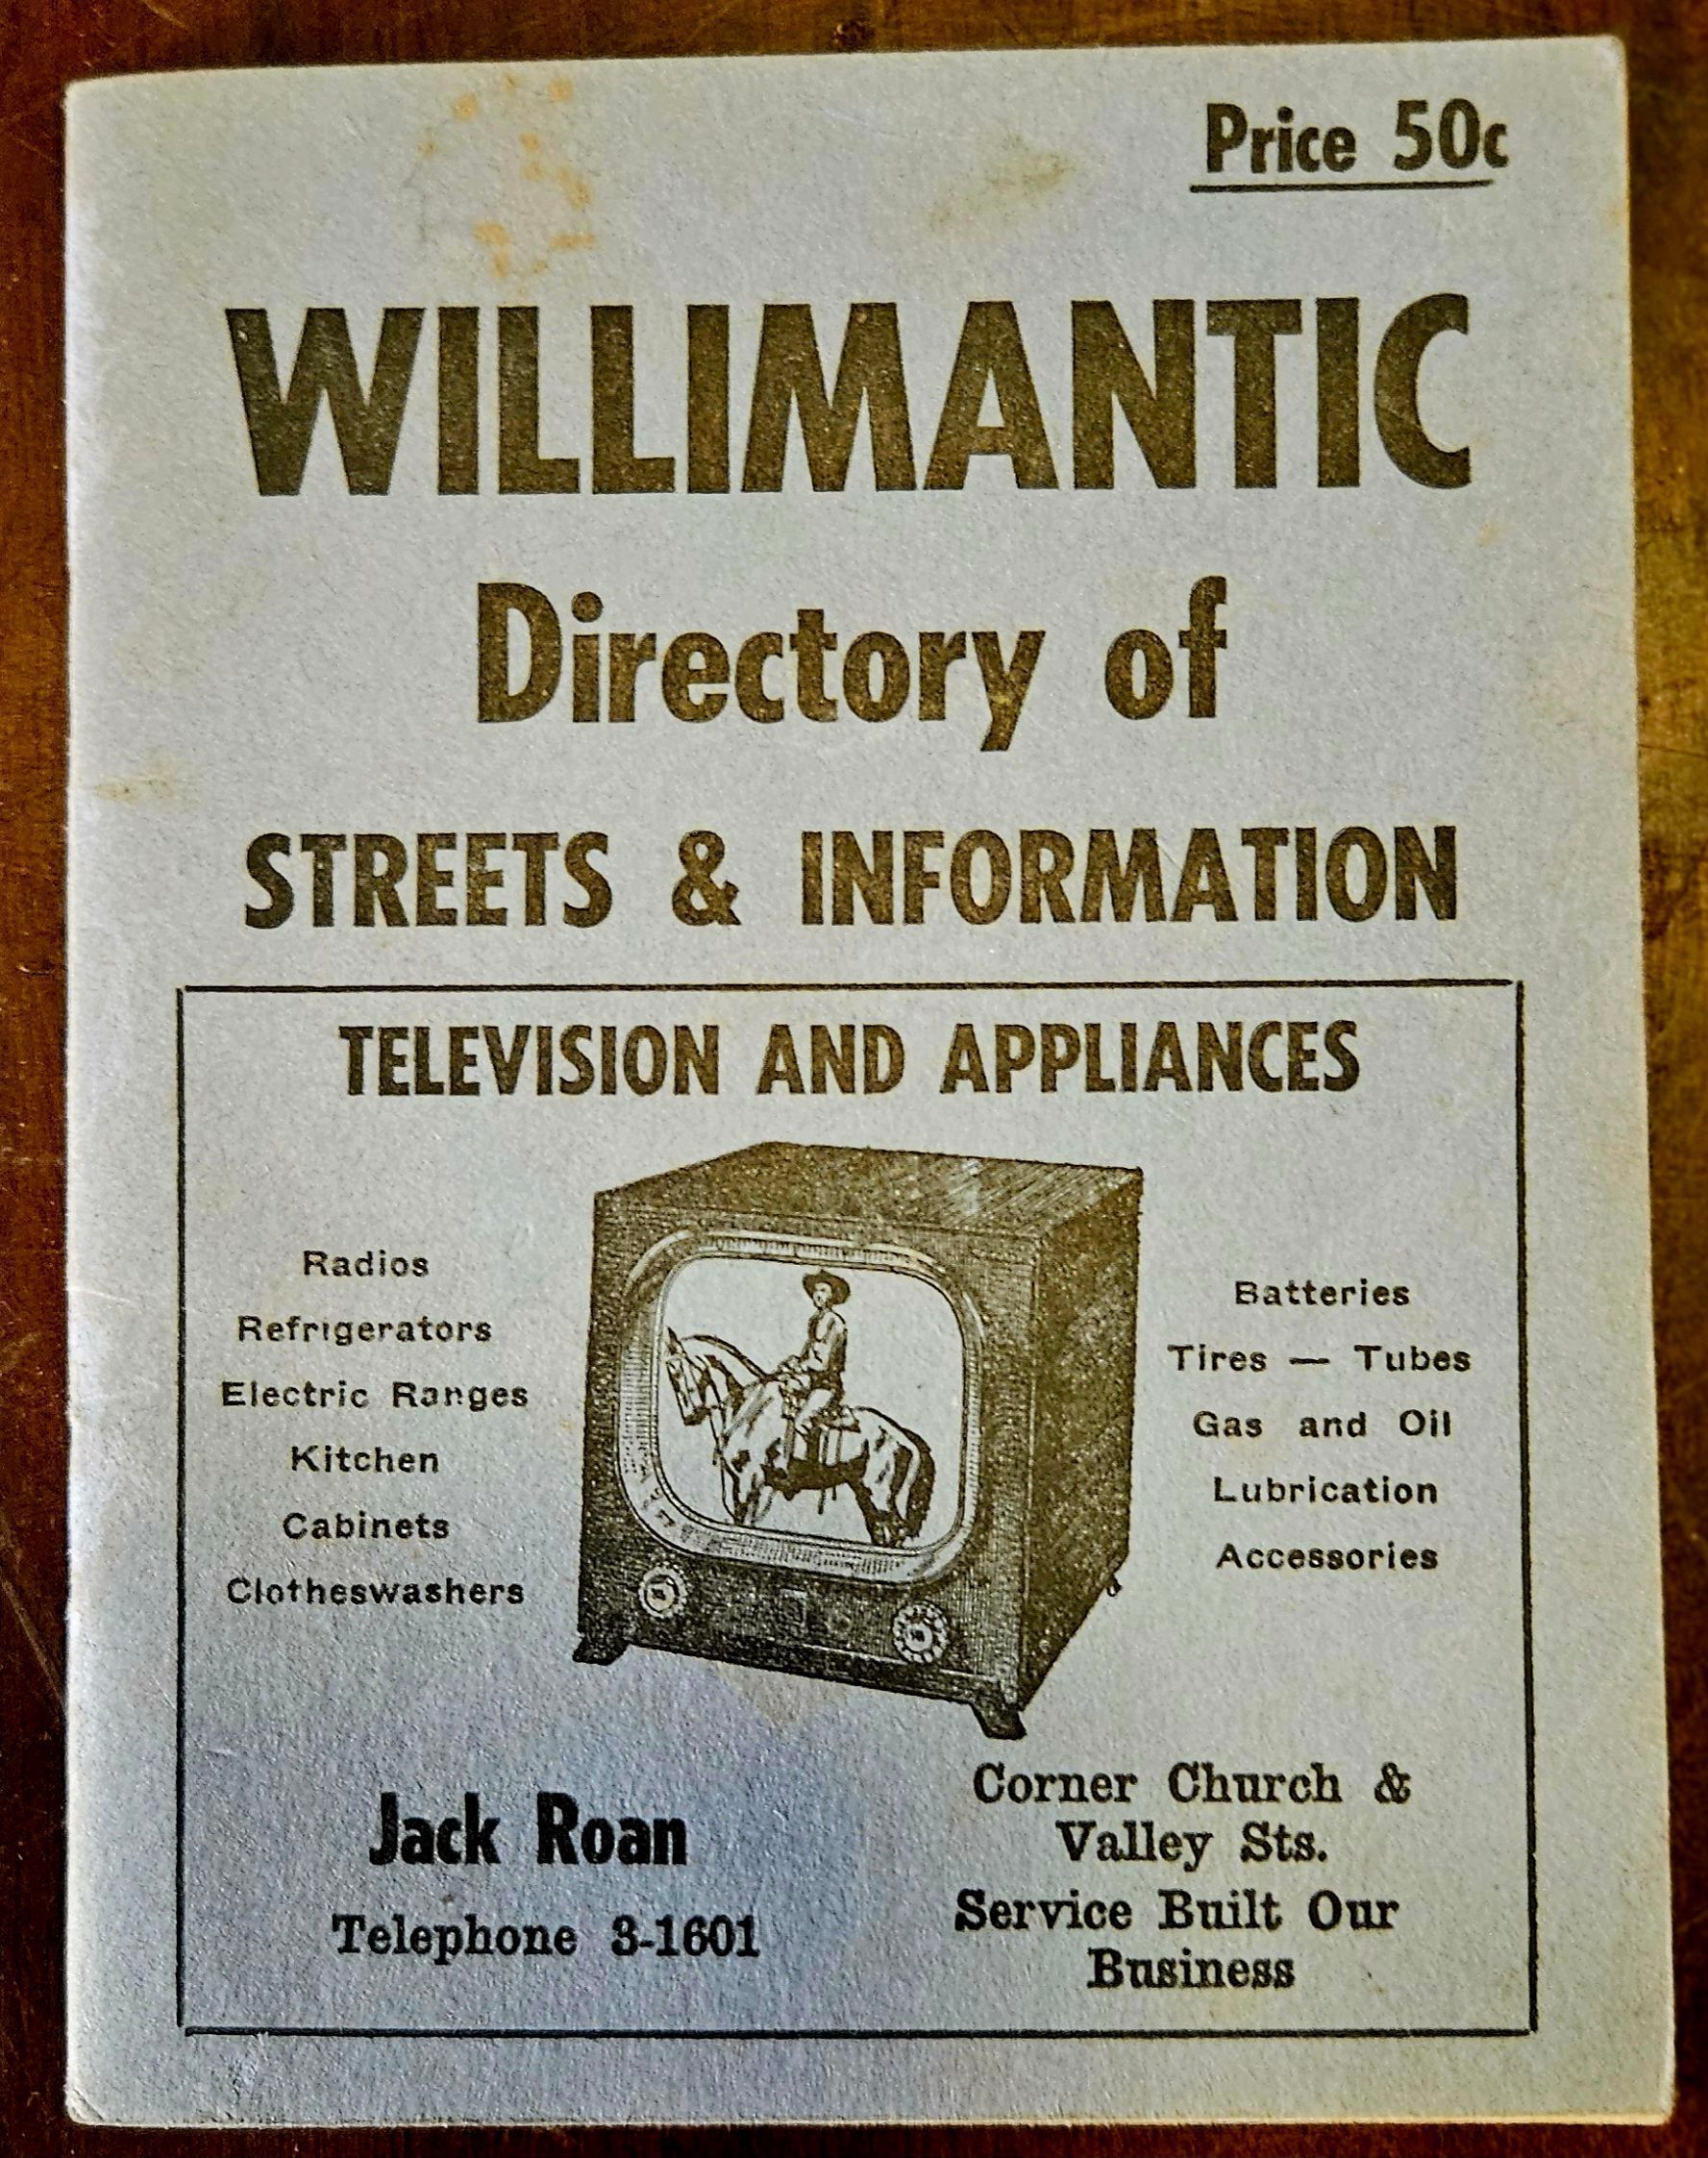 Price 50c
WILLIMANTIC
Directory of
STREETS & INFORMATION
TELEVISION AND APPLIANCES
Radios
Refrigerators
Electric Ranges
Kitchen
Cabinets
Clotheswashers
Batteries
Tires — Tubes
Gas and Oil
Lubrication
Accessories
Jack Roan
Telephone 3-1601
Corner Church &
Valley Sts.
Service Built Our
Business